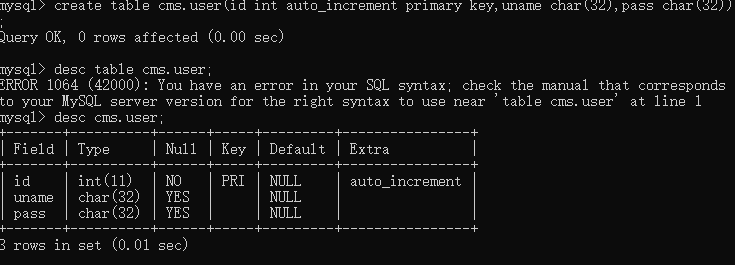 mysql> create table cms.user(id int auto_increment primary key,uname char(32),pass char(32))
;
Query OK, 0 rows affected (0.00 sec)
mysql> desc table cms.user;
ERROR 1064 (42000): You have an error in your SQL syntax; check the manual that corresponds
to your MySQL server version for the right syntax to use near 'table cms.user' at line 1
mysql> desc cms.user;
+-------+----------+------+-----+---------+----------------+
| Field | Type     | Null | Key | Default | Extra          |
+-------+----------+------+-----+---------+----------------+
| id    | int(11)  | NO   | PRI | NULL    | auto_increment |
| uname | char(32) | YES  |     | NULL    |                |
| pass  | char(32) | YES  |     | NULL    |                |
+-------+----------+------+-----+---------+----------------+
3 rows in set (0.01 sec)